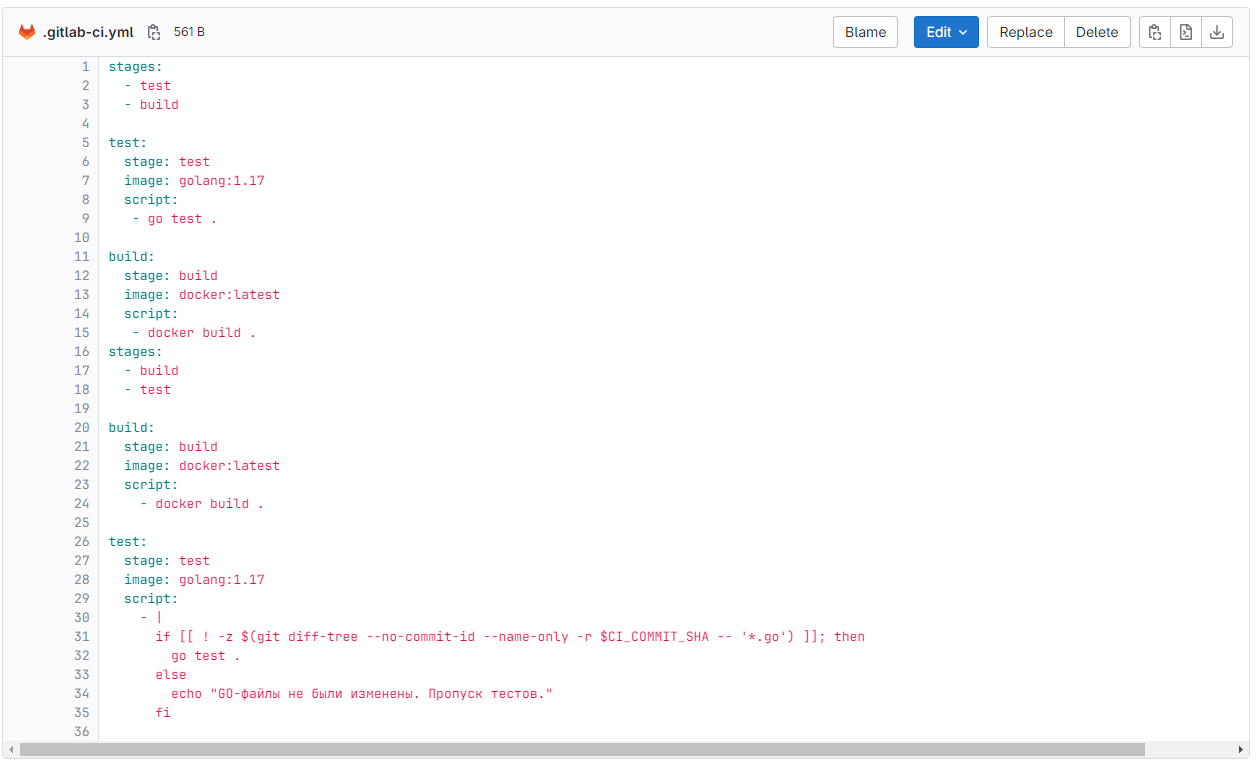 .gitlab-ci.yml 561 B Blame Edit Replace Delete
1 stages:
2   - test
3   - build
4
5 test:
6   stage: test
7   image: golang:1.17
8   script:
9    - go test .
10
11 build:
12   stage: build
13   image: docker:latest
14   script:
15    - docker build .
16 stages:
17   - build
18   - test
19
20 build:
21   stage: build
22   image: docker:latest
23   script:
24     - docker build .
25
26 test:
27   stage: test
28   image: golang:1.17
29   script:
30     - |
31       if [[ ! -z $(git diff-tree --no-commit-id --name-only -r $CI_COMMIT_SHA -- '*.go') ]]; then
32         go test .
33       else
34         echo "GO-файлы не были изменены. Пропуск тестов."
35       fi
36